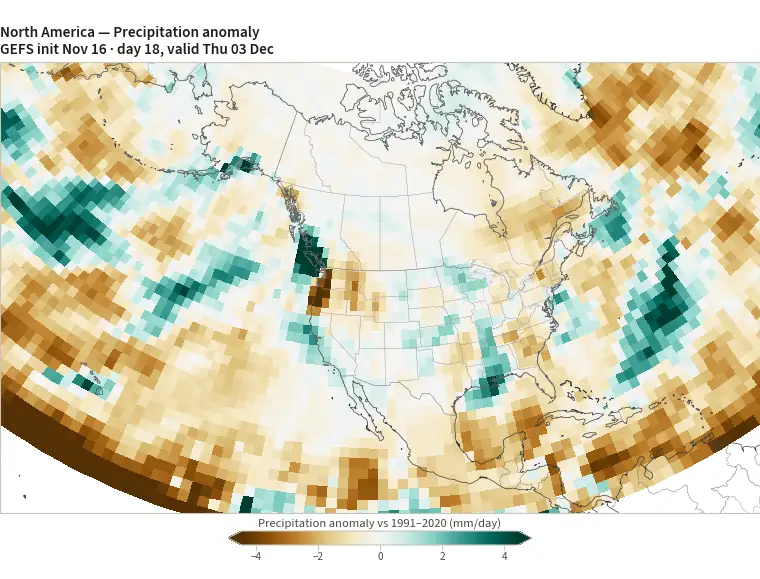 North America — Precipitation anomaly
GEFS init Nov 16 · day 18, valid Thu 03 Dec
Precipitation anomaly vs 1991–2020 (mm/day)
−4 −2 0 2 4